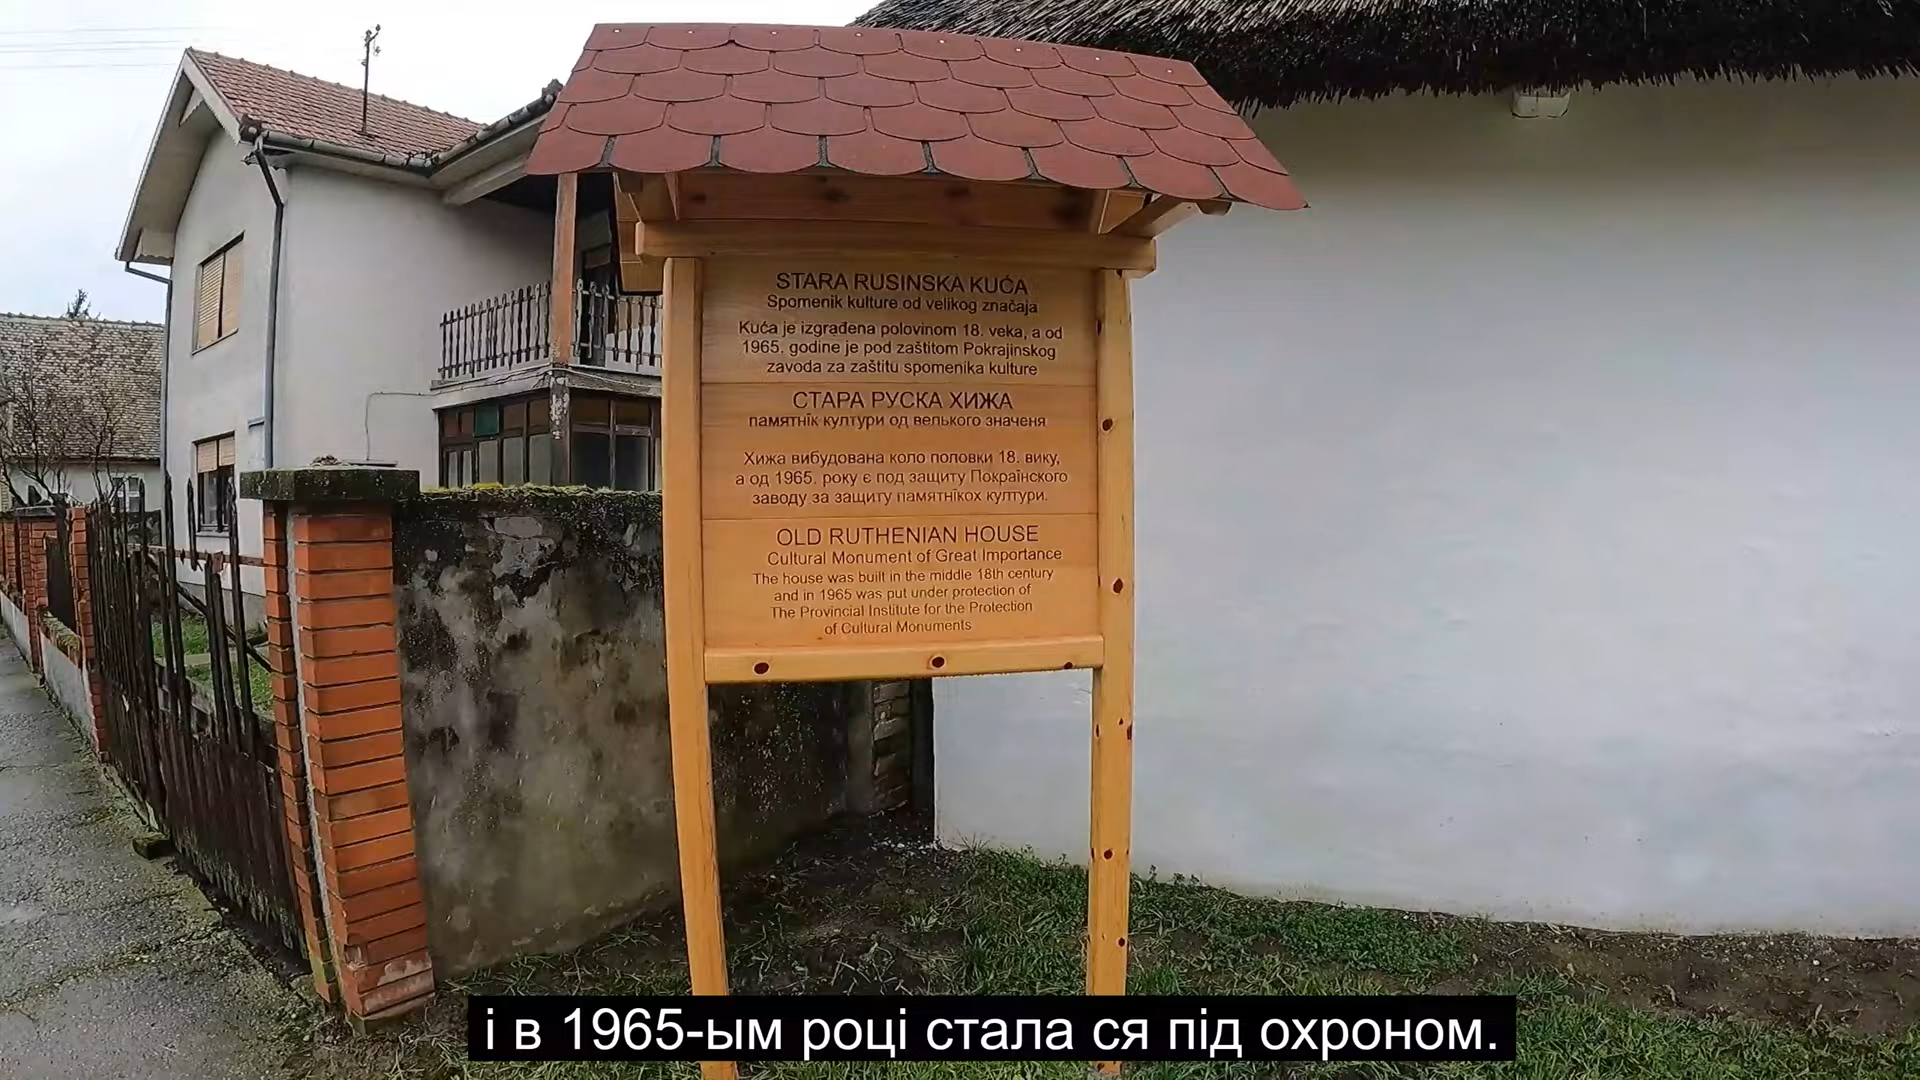 STARA RUSINSKA KUĆA
Spomenik kulture od velikog značaja
Kuća je izgrađena polovinom 18. veka, a od
1965. godine je pod zaštitom Pokrajinskog
zavoda za zaštitu spomenika kulture
СТАРА РУСКА ХИЖА
памятнїк култури од велького значеня
Хижа вибудована коло половки 18. вику,
а од 1965. року є под защиту Покраїнского
заводу за защиту памятнїкох култури.
OLD RUTHENIAN HOUSE
Cultural Monument of Great Importance
The house was built in the middle 18th century
and in 1965 was put under protection of
The Provincial Institute for the Protection
of Cultural Monuments
і в 1965-ым році стала ся під охроном.